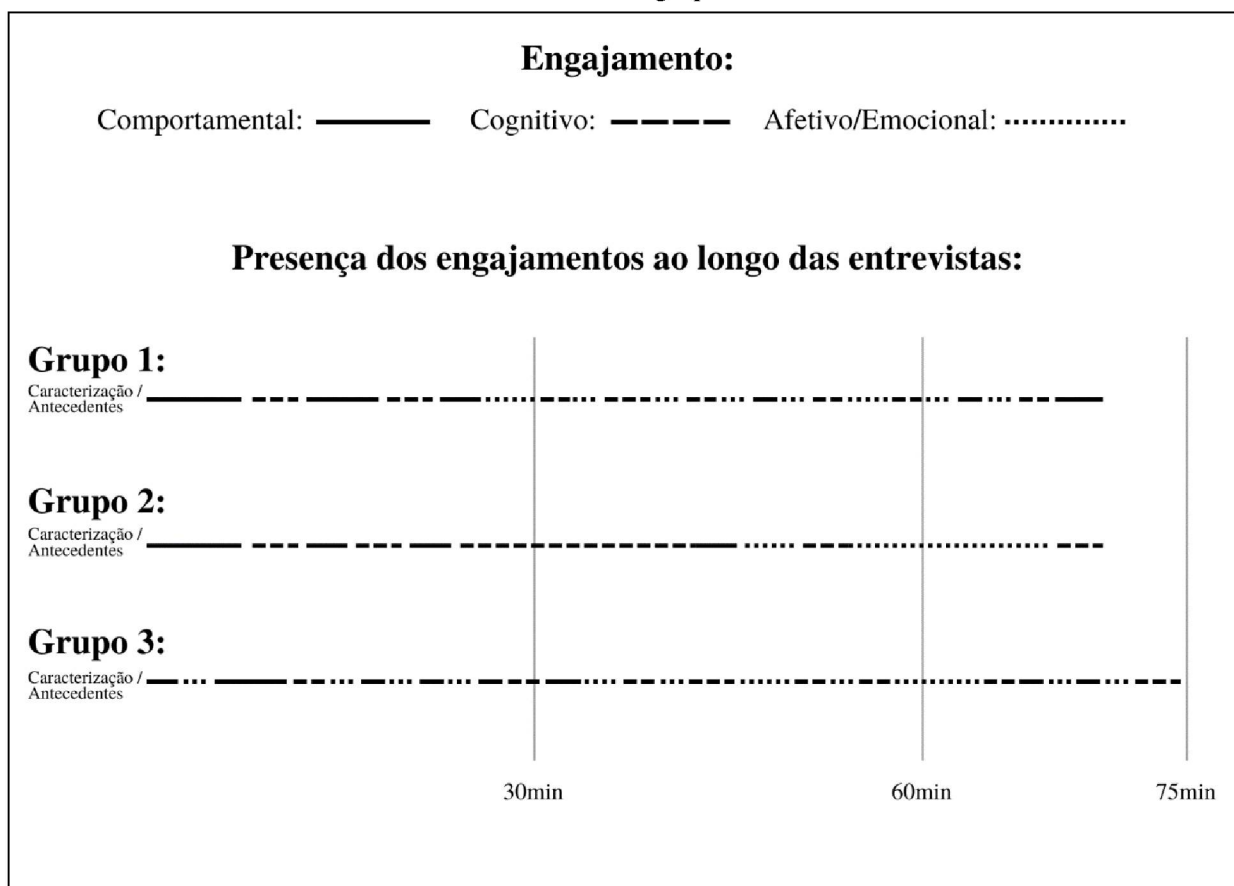 Engajamento:
Comportamental: Cognitivo: Afetivo/Emocional:
Presença dos engajamentos ao longo das entrevistas:
Grupo 1:
Caracterização /
Antecedentes
Grupo 2:
Caracterização /
Antecedentes
Grupo 3:
Caracterização /
Antecedentes
30min 60min 75min